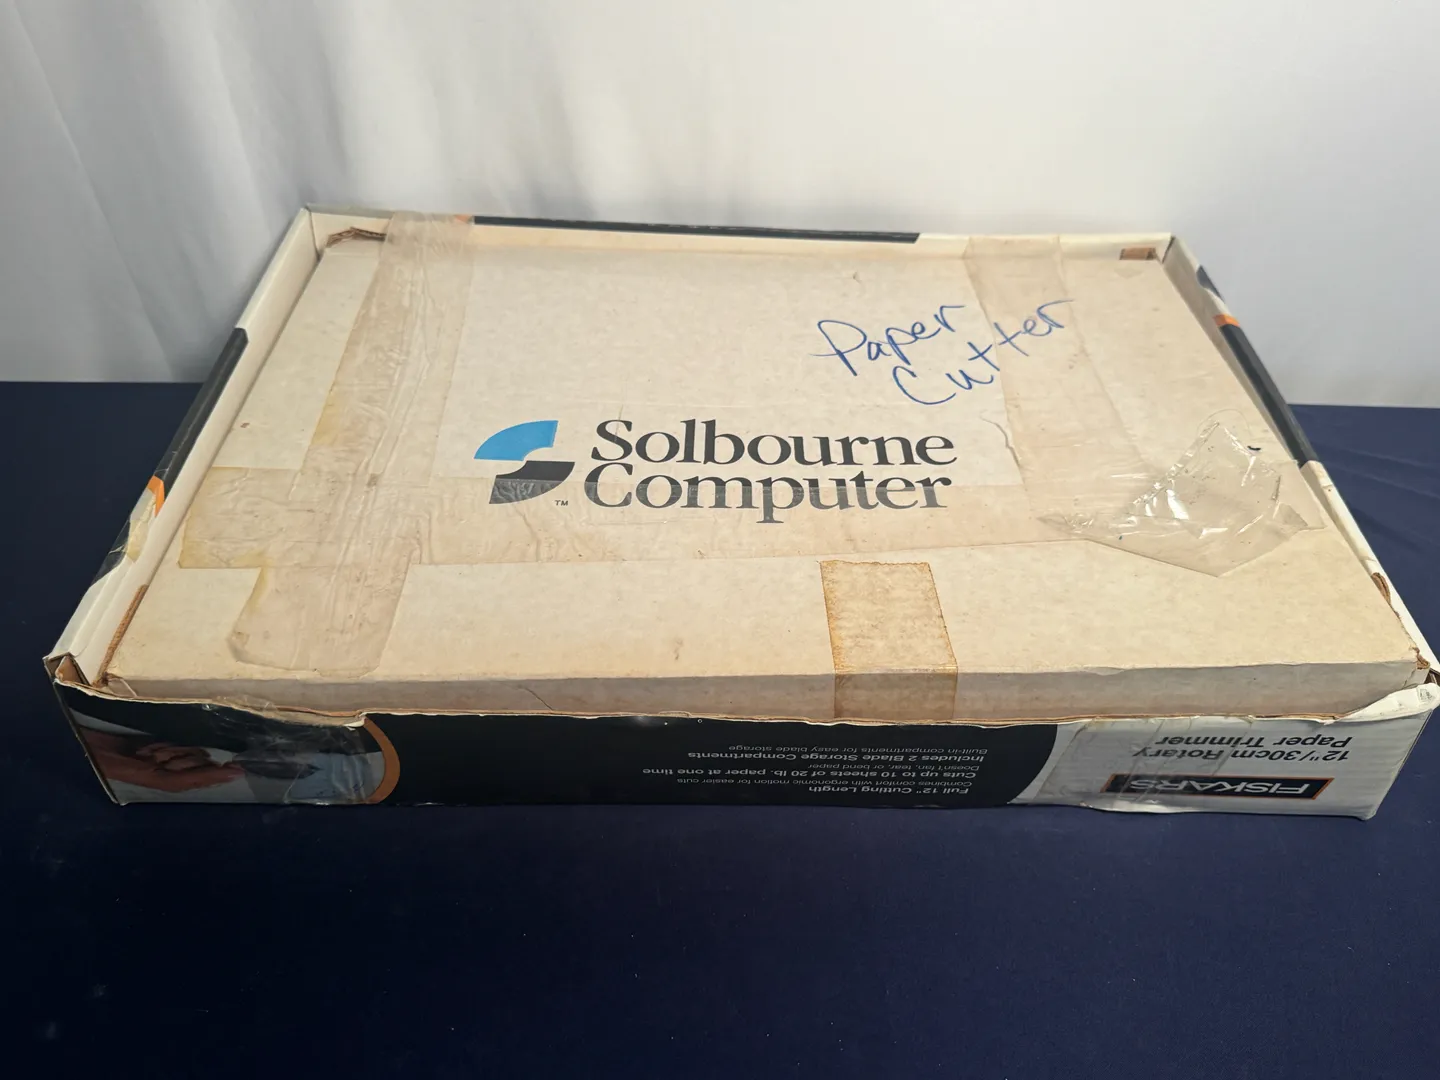 Paper
Cutter
Solbourne
Computer
TM
FISKARS
12"/30cm Rotary
Paper Trimmer
Full 12" Cutting Length
Combines comfort with ergonomic motion for easier cuts
Cuts up to 10 sheets of 20 lb. paper at one time
Doesn't fan, tear, or bend paper
Includes 2 Blade Storage Compartments
Built-in compartments for easy blade storage